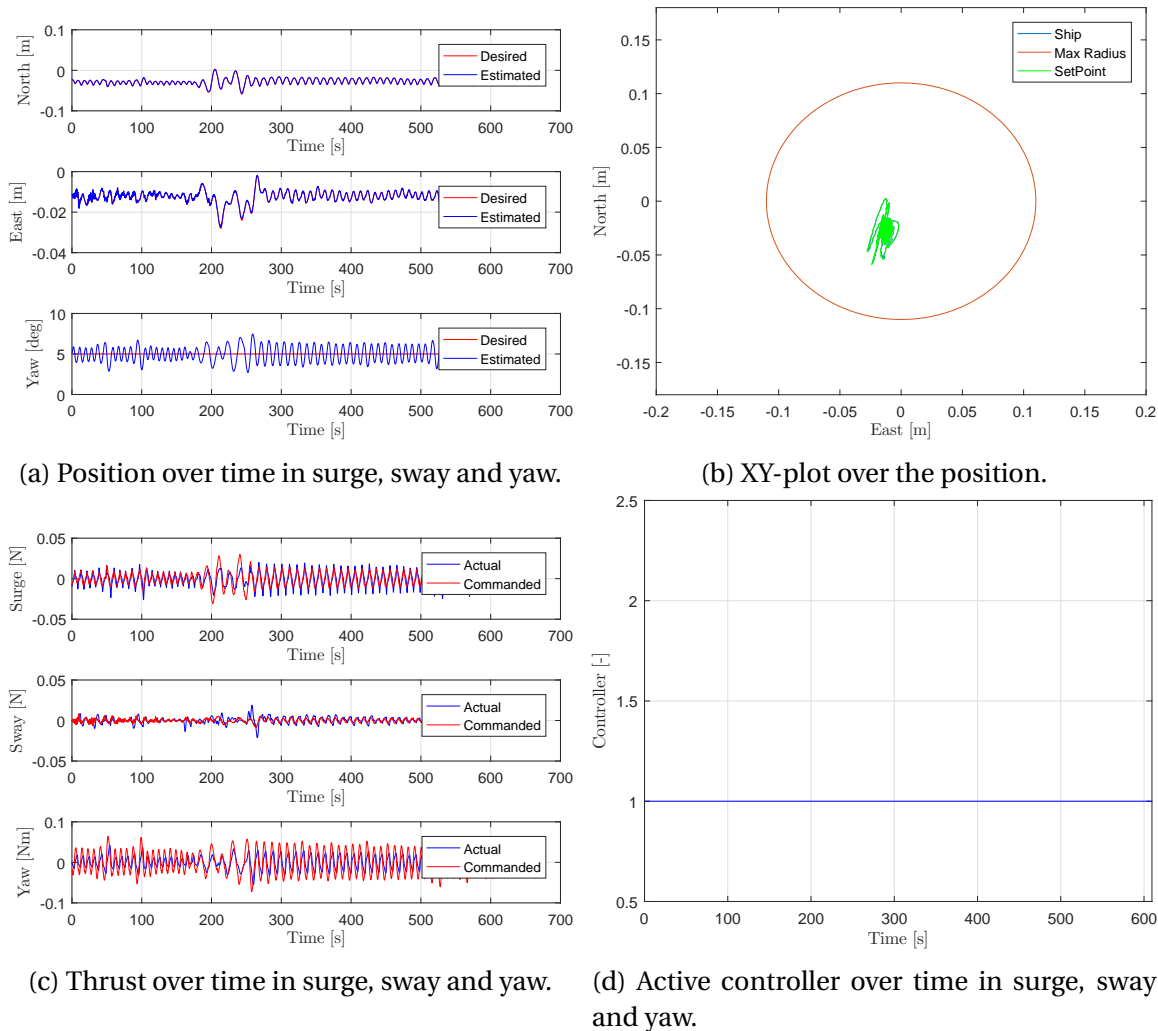 0.1
0
-0.1
North [m]
Desired
Estimated
0 100 200 300 400 500 600 700
Time [s]
0
-0.02
-0.04
East [m]
Desired
Estimated
0 100 200 300 400 500 600 700
Time [s]
10
5
0
Yaw [deg]
Desired
Estimated
0 100 200 300 400 500 600 700
Time [s]
(a) Position over time in surge, sway and yaw.
0.15
0.1
0.05
0
-0.05
-0.1
-0.15
North [m]
Ship
Max Radius
SetPoint
-0.2 -0.15 -0.1 -0.05 0 0.05 0.1 0.15 0.2
East [m]
(b) XY-plot over the position.
0.05
0
-0.05
Surge [N]
Actual
Commanded
0 100 200 300 400 500 600 700
Time [s]
0.05
0
-0.05
Sway [N]
Actual
Commanded
0 100 200 300 400 500 600 700
Time [s]
0.1
0
-0.1
Yaw [Nm]
Actual
Commanded
0 100 200 300 400 500 600 700
Time [s]
(c) Thrust over time in surge, sway and yaw.
2.5
2
1.5
1
0.5
Controller [-]
0 100 200 300 400 500 600
Time [s]
(d) Active controller over time in surge, sway
and yaw.